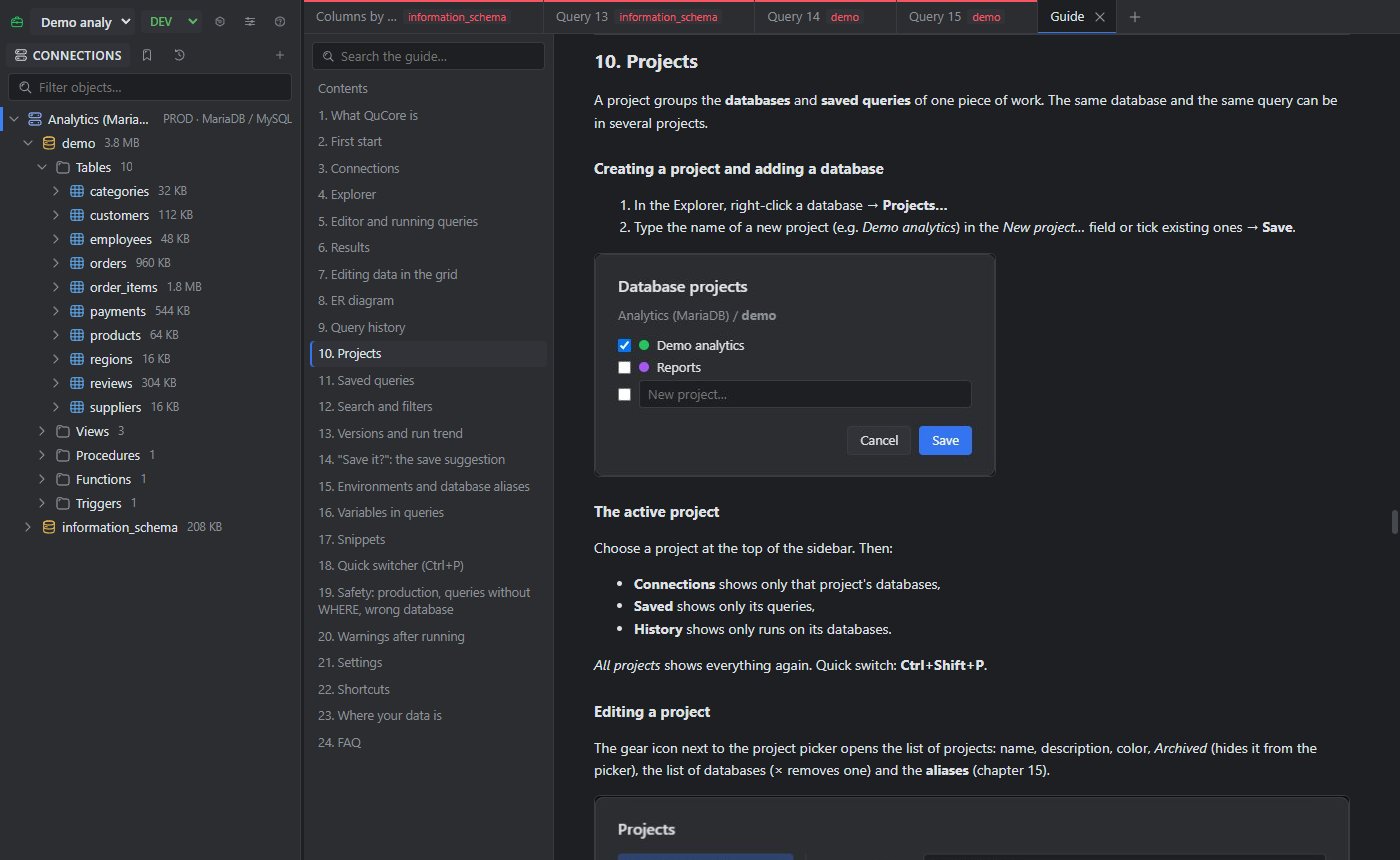 Demo analy
DEV
CONNECTIONS
Filter objects...
Analytics (Maria... PROD · MariaDB / MySQL
demo 3.8 MB
Tables 10
categories 32 KB
customers 112 KB
employees 48 KB
orders 960 KB
order_items 1.8 MB
payments 544 KB
products 64 KB
regions 16 KB
reviews 304 KB
suppliers 16 KB
Views 3
Procedures 1
Functions 1
Triggers 1
information_schema 208 KB
Columns by ... information_schema
Query 13 information_schema
Query 14 demo
Query 15 demo
Guide
Search the guide...
Contents
1. What QuCore is
2. First start
3. Connections
4. Explorer
5. Editor and running queries
6. Results
7. Editing data in the grid
8. ER diagram
9. Query history
10. Projects
11. Saved queries
12. Search and filters
13. Versions and run trend
14. "Save it?": the save suggestion
15. Environments and database aliases
16. Variables in queries
17. Snippets
18. Quick switcher (Ctrl+P)
19. Safety: production, queries without
WHERE, wrong database
20. Warnings after running
21. Settings
22. Shortcuts
23. Where your data is
24. FAQ
10. Projects
A project groups the databases and saved queries of one piece of work. The same database and the same query can be
in several projects.
Creating a project and adding a database
1. In the Explorer, right-click a database → Projects...
2. Type the name of a new project (e.g. Demo analytics) in the New project... field or tick existing ones → Save.
Database projects
Analytics (MariaDB) / demo
Demo analytics
Reports
New project...
Cancel
Save
The active project
Choose a project at the top of the sidebar. Then:
• Connections shows only that project's databases,
• Saved shows only its queries,
• History shows only runs on its databases.
All projects shows everything again. Quick switch: Ctrl+Shift+P.
Editing a project
The gear icon next to the project picker opens the list of projects: name, description, color, Archived (hides it from the
picker), the list of databases (× removes one) and the aliases (chapter 15).
Projects